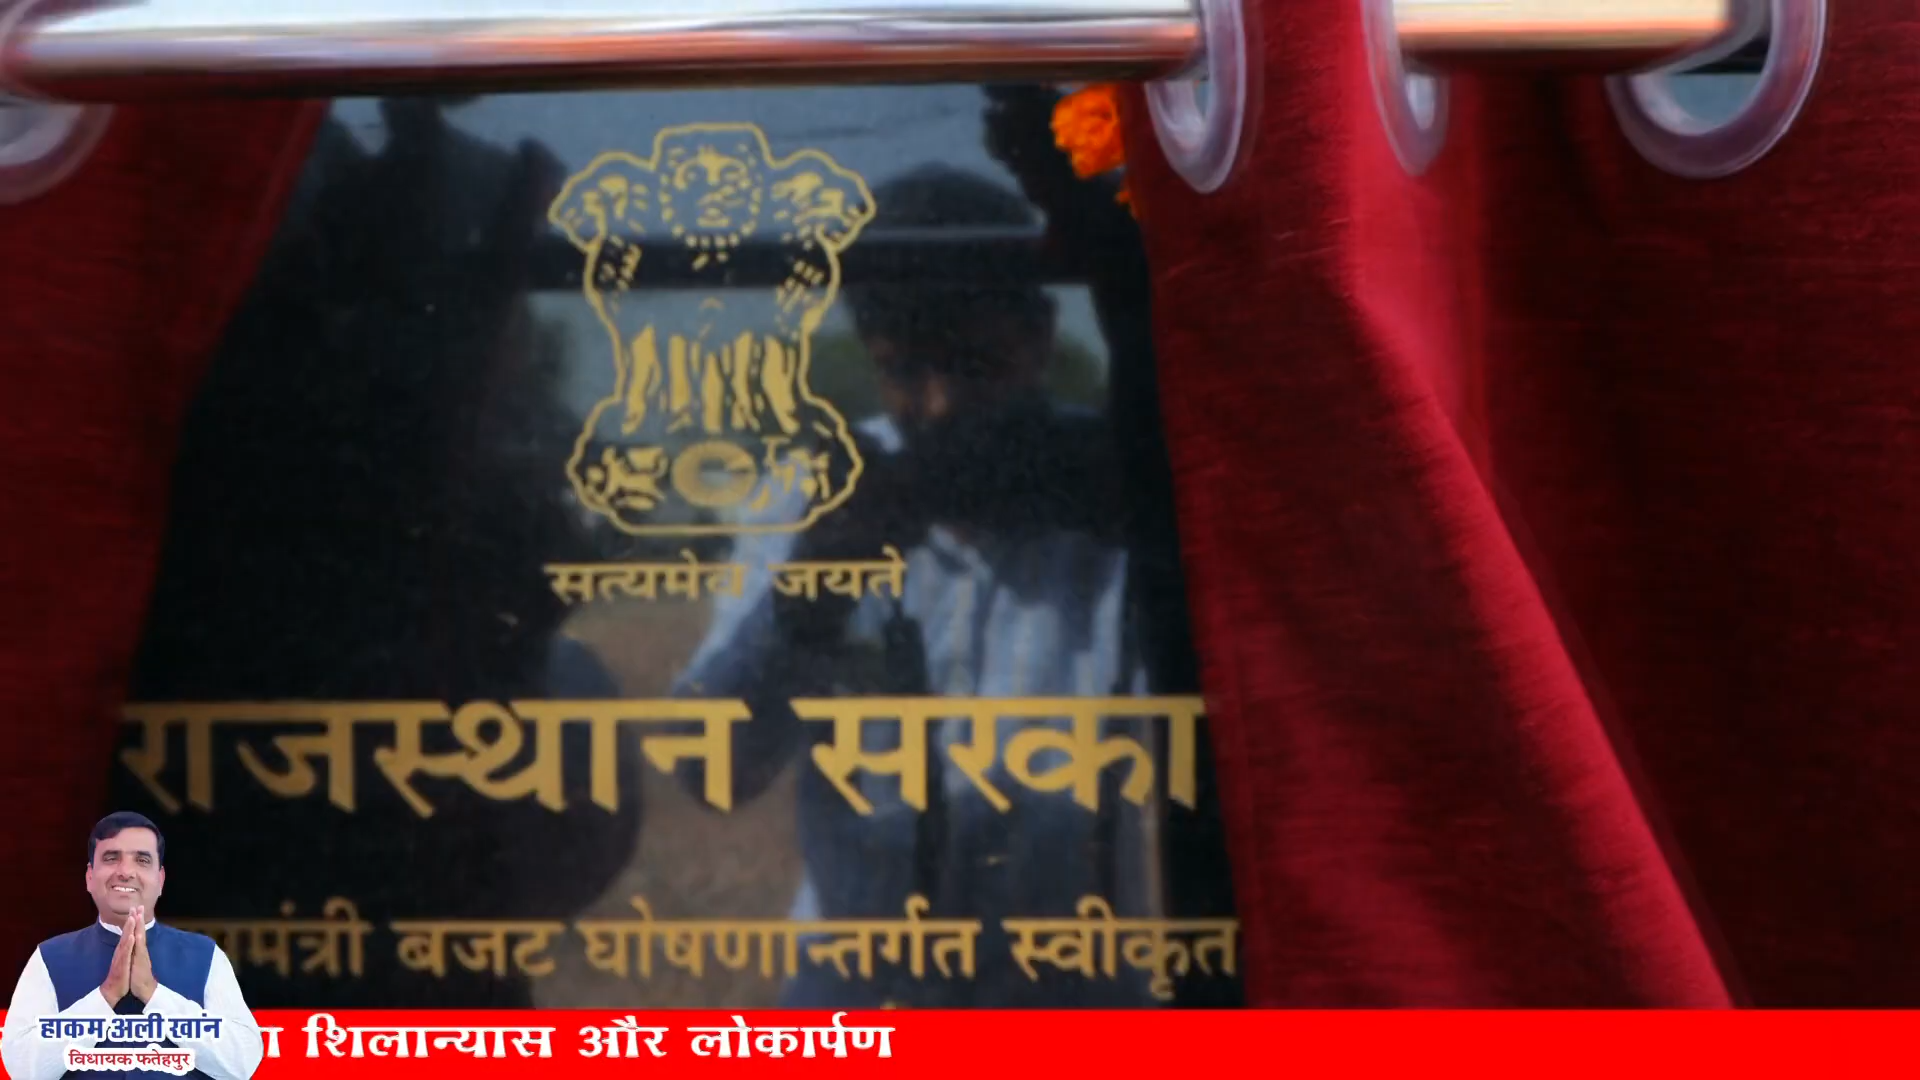 सत्यमेव जयते
राजस्थान सरका
मंत्री बजट घोषणान्तर्गत स्वीकृत
हाकम अली खांन
विधायक फतेहपुर
शिलान्यास और लोकार्पण